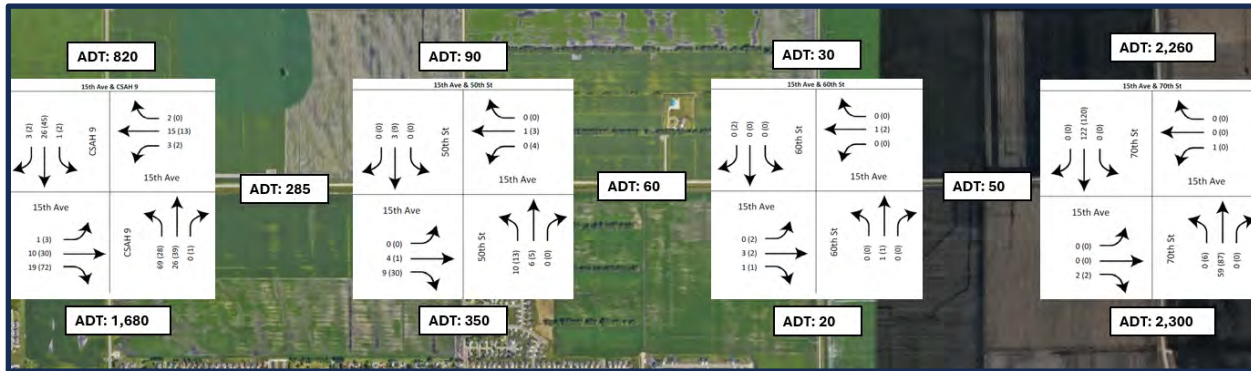 ADT: 820
ADT: 90
ADT: 30
ADT: 2,260
15th Ave & CSAH 9
3 (2)
26 (45)
1 (2)
CSAH 9
2 (0)
15 (13)
3 (2)
15th Ave
15th Ave
1 (3)
10 (30)
19 (72)
CSAH 9
69 (28)
26 (39)
0 (1)
ADT: 285
15th Ave & 50th St
0 (0)
3 (9)
0 (0)
50th St
0 (0)
1 (3)
0 (4)
15th Ave
15th Ave
0 (0)
4 (1)
9 (30)
50th St
10 (13)
6 (5)
0 (0)
ADT: 60
15th Ave & 60th St
0 (2)
0 (0)
0 (0)
60th St
0 (0)
1 (2)
0 (0)
15th Ave
15th Ave
0 (2)
3 (2)
1 (1)
60th St
0 (0)
1 (1)
0 (0)
ADT: 50
15th Ave & 70th St
0 (0)
122 (120)
0 (0)
70th St
0 (0)
0 (0)
1 (0)
15th Ave
15th Ave
0 (0)
0 (0)
2 (2)
70th St
0 (6)
59 (87)
0 (0)
ADT: 1,680
ADT: 350
ADT: 20
ADT: 2,300